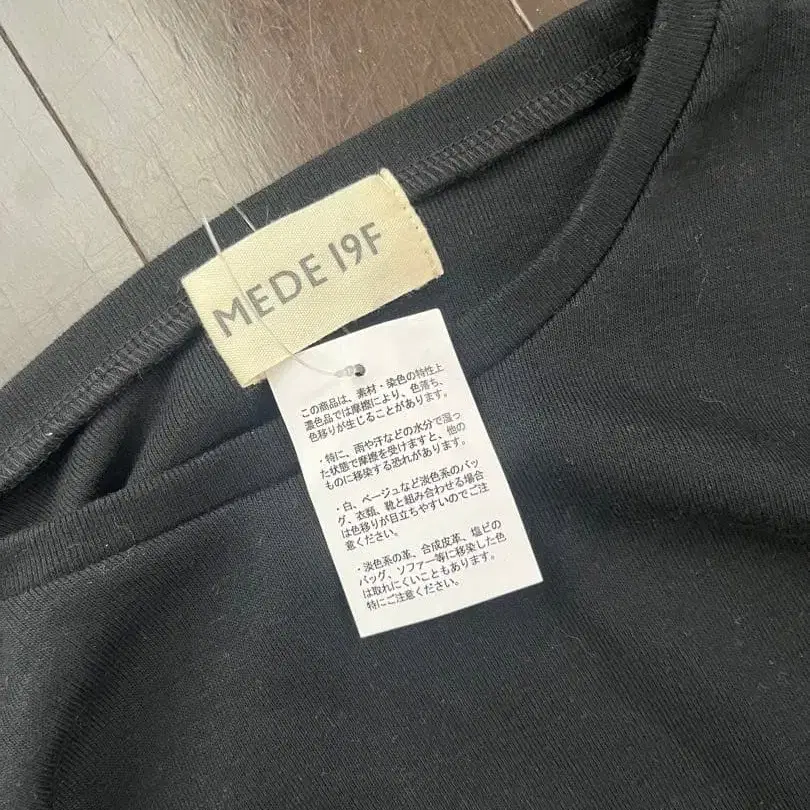 MEDE 19F
この商品は、素材・染色の特性上
濃色品では摩擦により、色落ち、
色移りが生じることがあります。
・特に、雨や汗などの水分で湿っ
た状態で摩擦を受けますと、他の
ものに移染する恐れがあります。
・白、ベージュなど淡色系のバッ
グ、衣類、靴と組み合わせる場合
は色移りが目立ちやすいのでご注
意ください。
・淡色系の革、合成皮革、塩ビの
バッグ、ソファー等に移染した色
は取れにくいこともあります。
特にご注意ください。